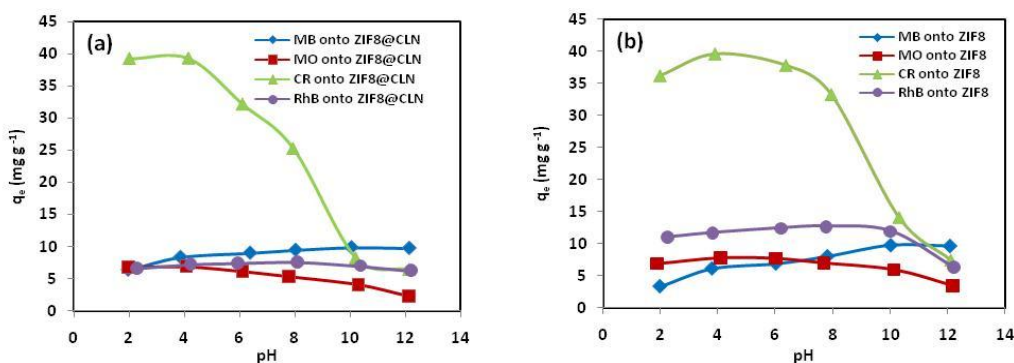 (a)
MB onto ZIF8@CLN
MO onto ZIF8@CLN
CR onto ZIF8@CLN
RhB onto ZIF8@CLN
qe (mg g-1)
45
40
35
30
25
20
15
10
5
0
0 2 4 6 8 10 12 14
pH
(b)
MB onto ZIF8
MO onto ZIF8
CR onto ZIF8
RhB onto ZIF8
qe (mg g-1)
45
40
35
30
25
20
15
10
5
0
0 2 4 6 8 10 12 14
pH